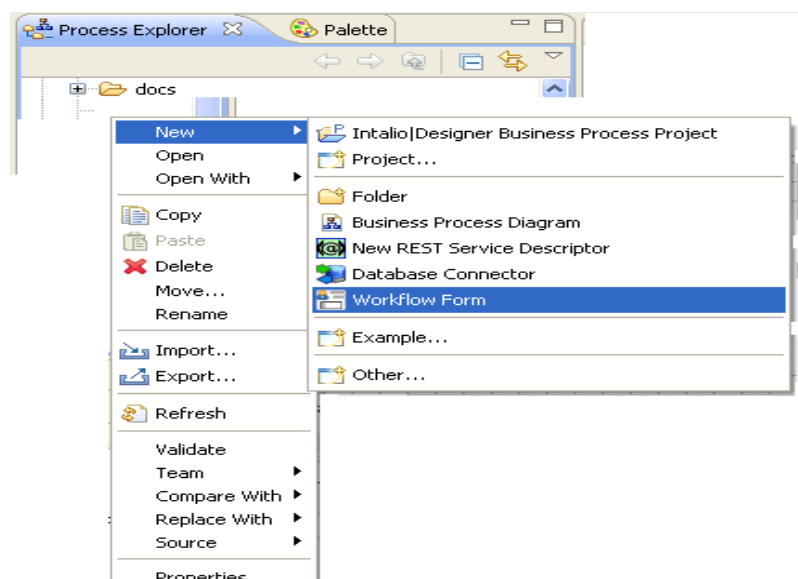 Process Explorer
Palette
docs
New
Open
Open With
Copy
Paste
Delete
Move...
Rename
Import...
Export...
Refresh
Validate
Team
Compare With
Replace With
Source
Properties
Intalio|Designer Business Process Project
Project...
Folder
Business Process Diagram
New REST Service Descriptor
Database Connector
Workflow Form
Example...
Other...